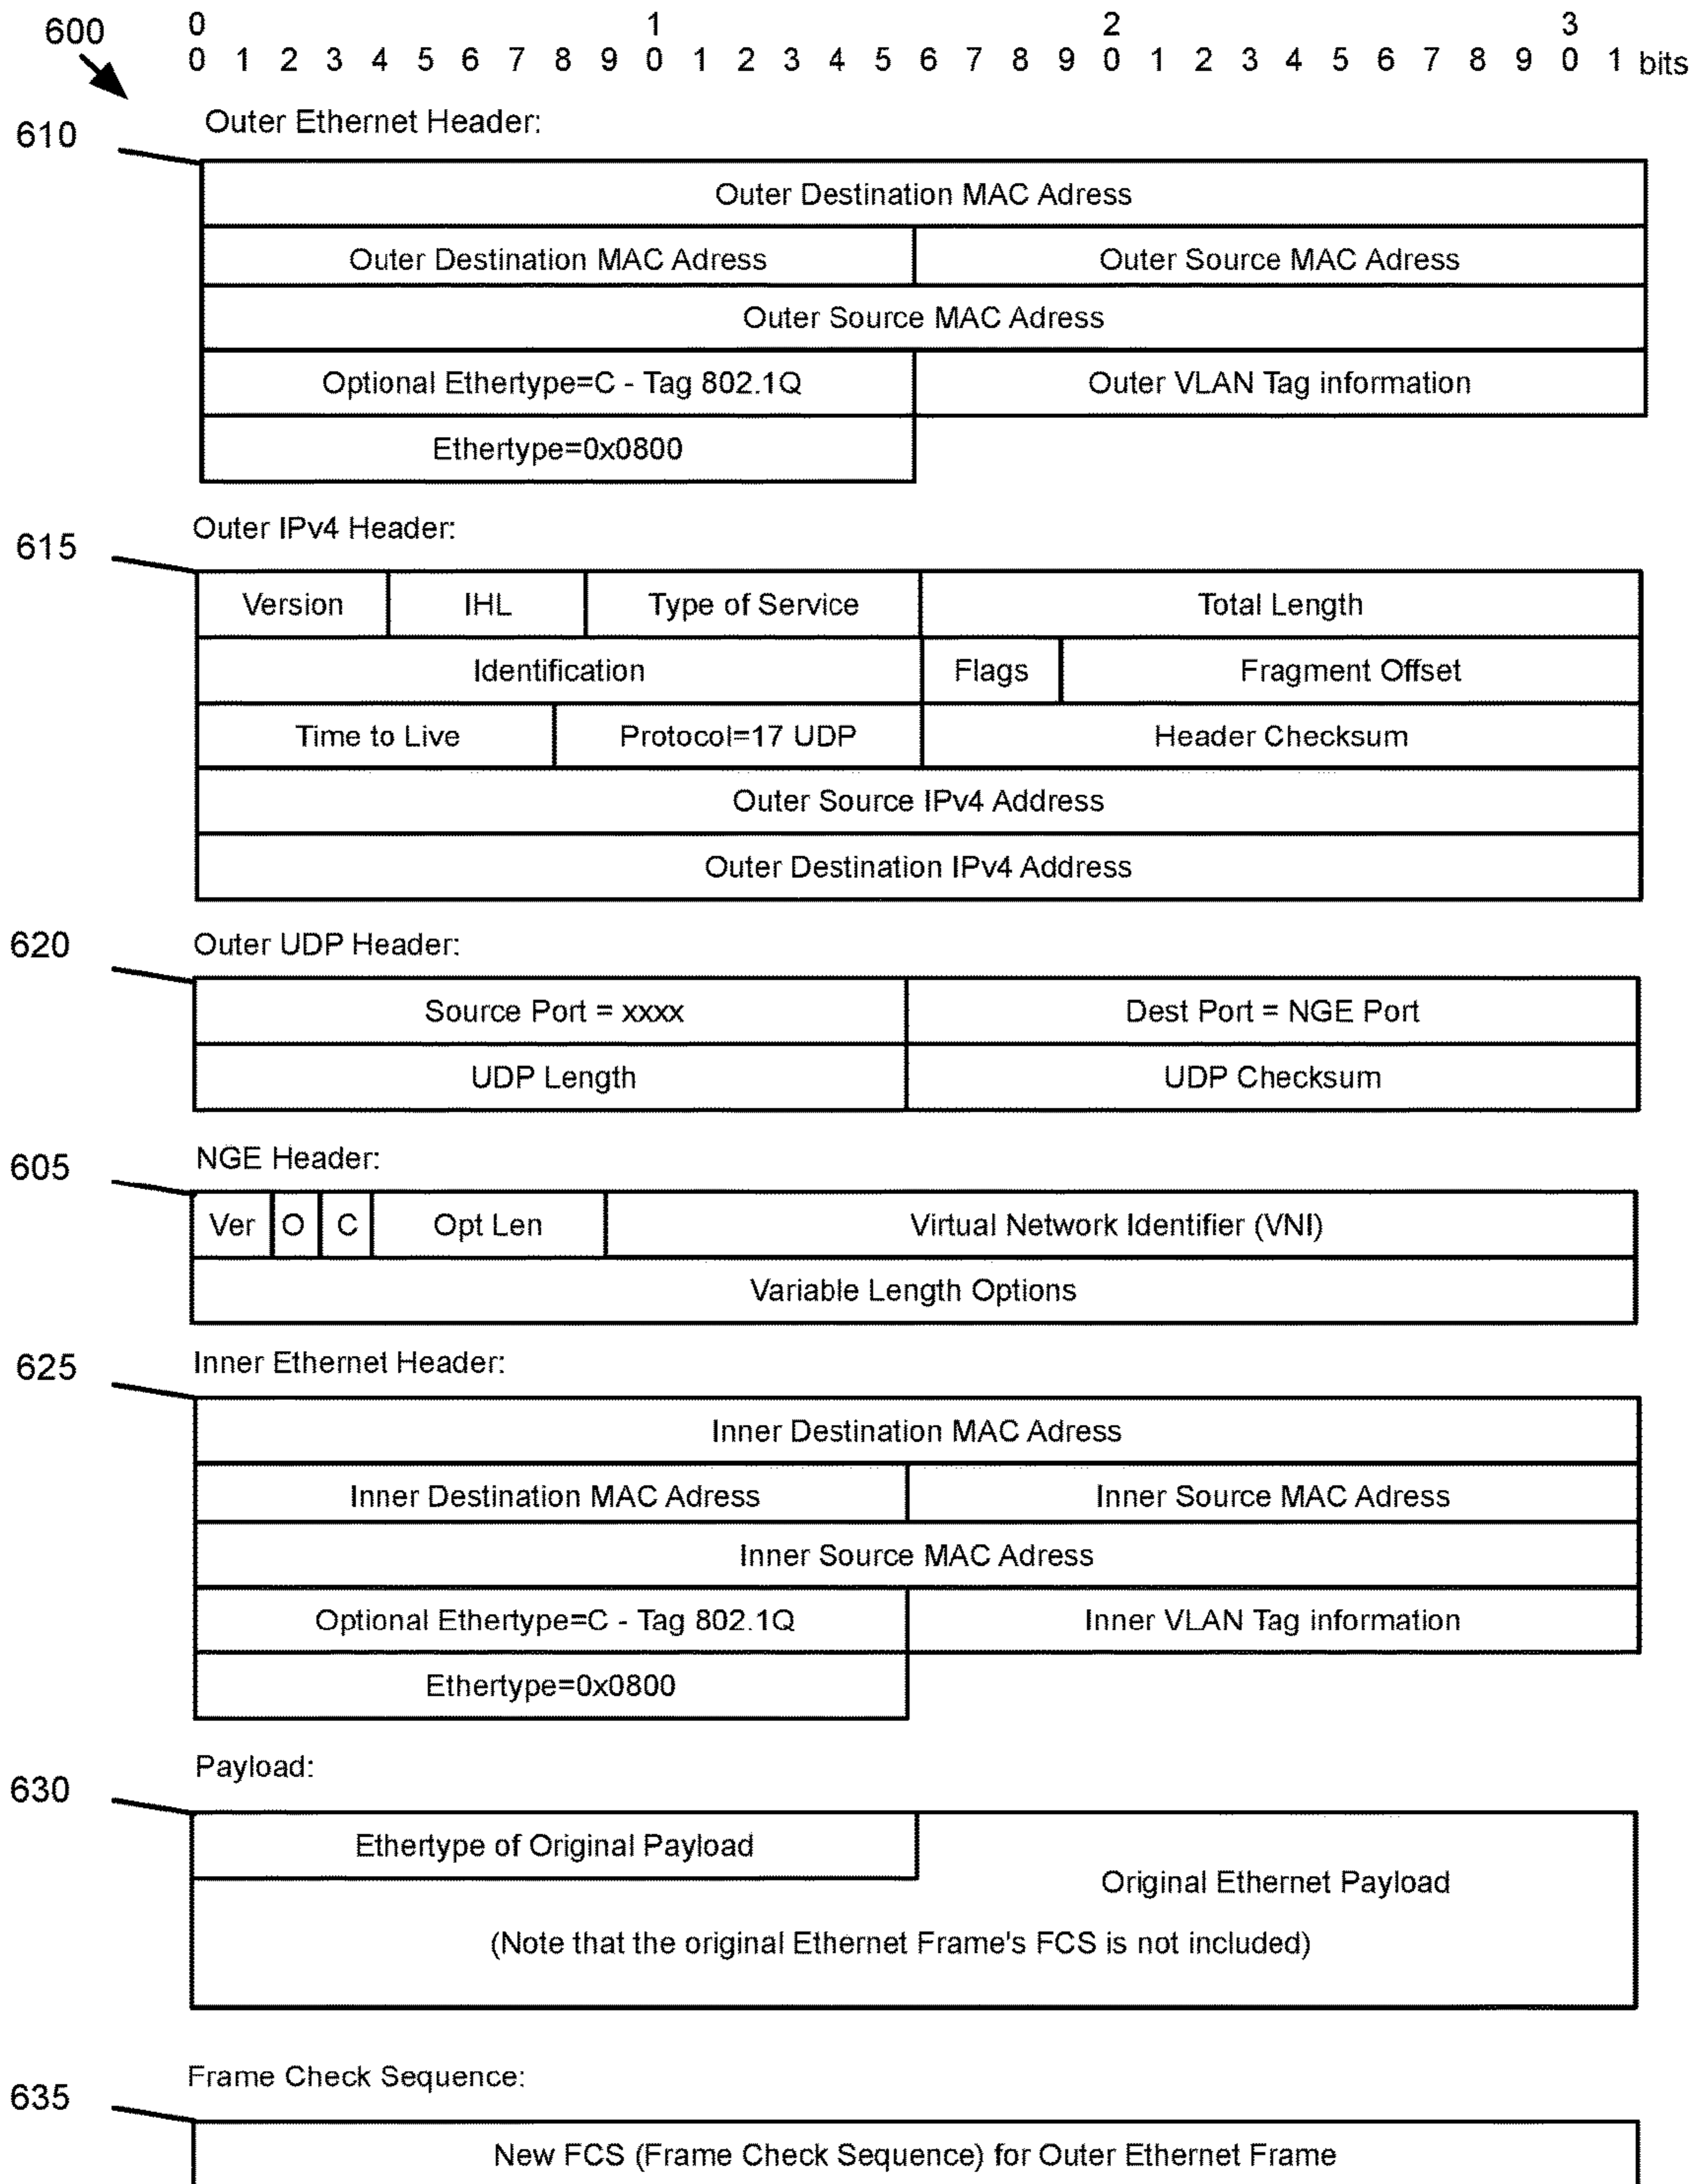 600
0 1 2 3
0 1 2 3 4 5 6 7 8 9 0 1 2 3 4 5 6 7 8 9 0 1 2 3 4 5 6 7 8 9 0 1 bits
610
Outer Ethernet Header:
Outer Destination MAC Adress
Outer Destination MAC Adress Outer Source MAC Adress
Outer Source MAC Adress
Optional Ethertype=C - Tag 802.1Q Outer VLAN Tag information
Ethertype=0x0800
615
Outer IPv4 Header:
Version IHL Type of Service Total Length
Identification Flags Fragment Offset
Time to Live Protocol=17 UDP Header Checksum
Outer Source IPv4 Address
Outer Destination IPv4 Address
620
Outer UDP Header:
Source Port = xxxx Dest Port = NGE Port
UDP Length UDP Checksum
605
NGE Header:
Ver O C Opt Len Virtual Network Identifier (VNI)
Variable Length Options
625
Inner Ethernet Header:
Inner Destination MAC Adress
Inner Destination MAC Adress Inner Source MAC Adress
Inner Source MAC Adress
Optional Ethertype=C - Tag 802.1Q Inner VLAN Tag information
Ethertype=0x0800
630
Payload:
Ethertype of Original Payload
Original Ethernet Payload
(Note that the original Ethernet Frame's FCS is not included)
635
Frame Check Sequence:
New FCS (Frame Check Sequence) for Outer Ethernet Frame